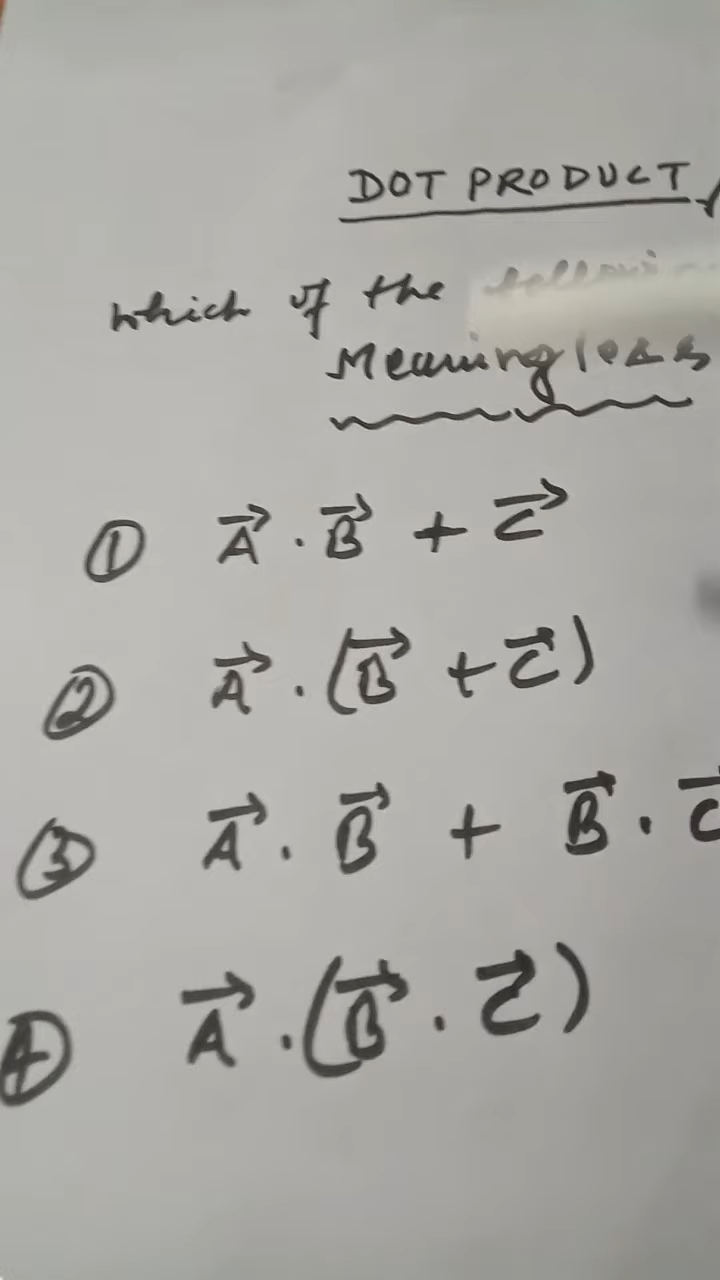 DOT PRODUCT
which of the
Meaningless
① A⃗ . B⃗ + C⃗
② A⃗ . (B⃗ + C⃗)
③ A⃗ . B⃗ + B⃗ . C⃗
④ A⃗ . (B⃗ . C⃗)